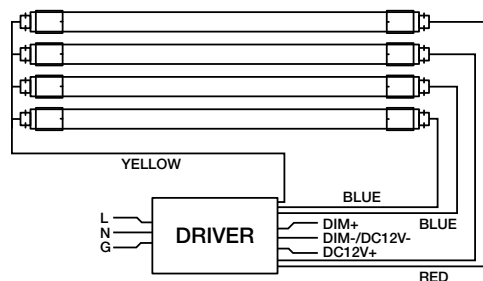 YELLOW
BLUE
L
N
G
DRIVER
DIM+
DIM-/DC12V-
DC12V+
BLUE
RED